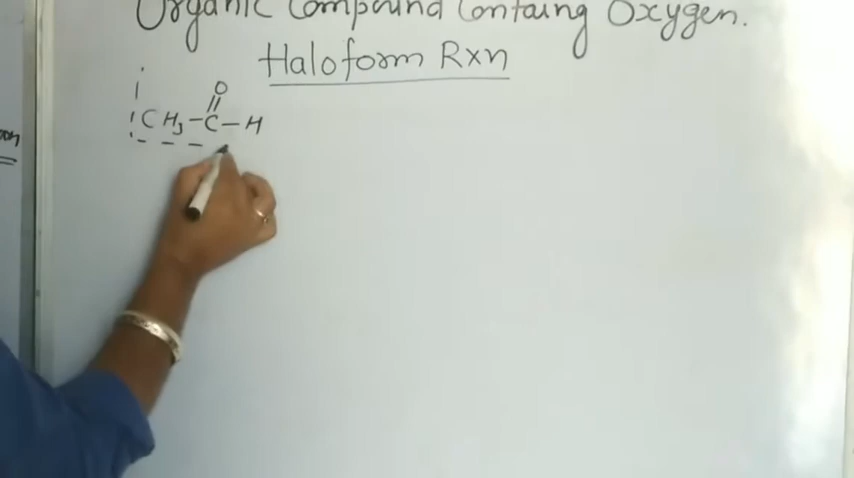 Organic Compound Containg Oxygen.
Haloform Rxn
O
CH3-C-H